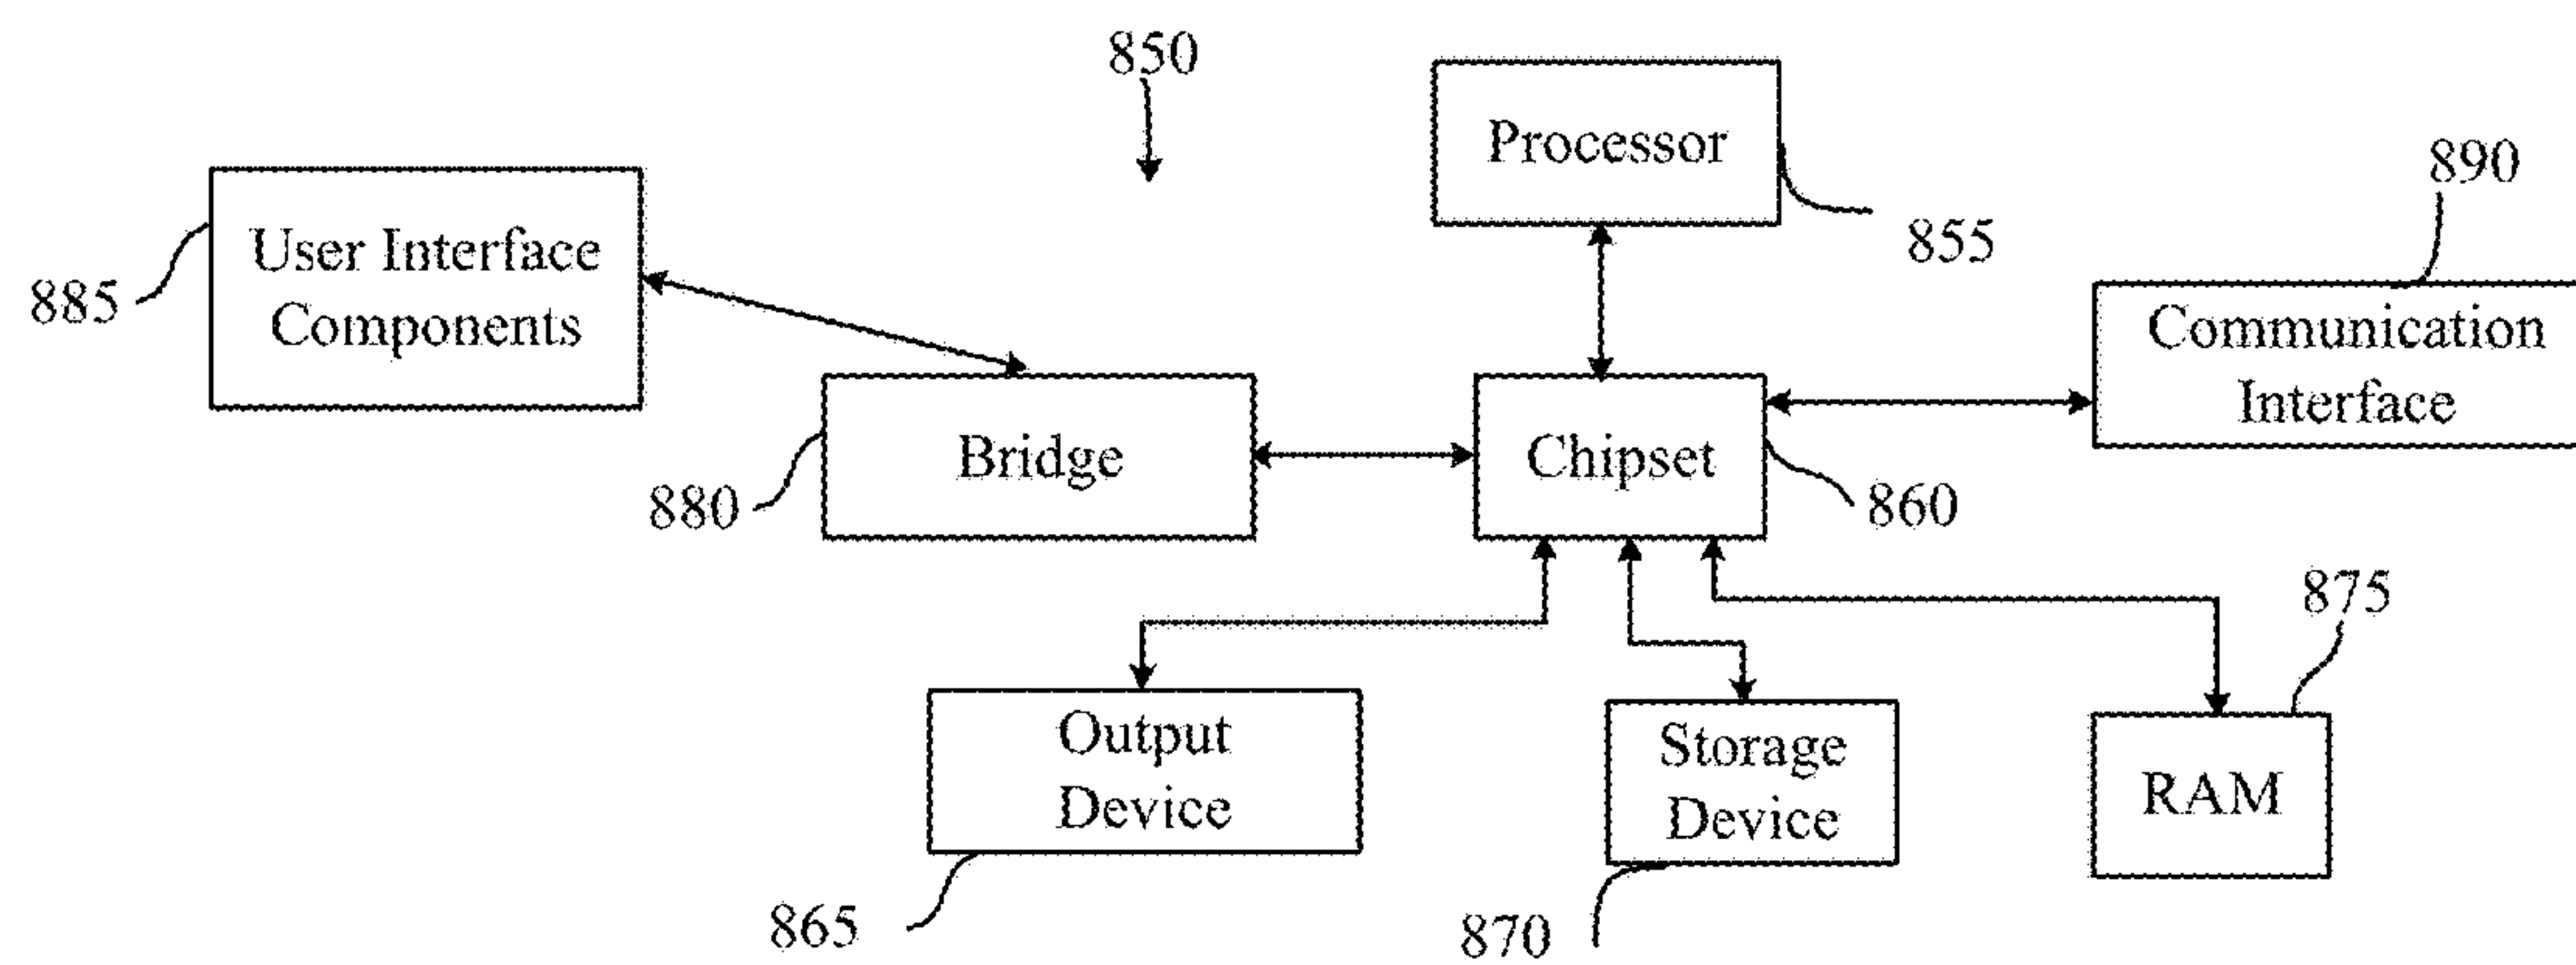 850
Processor
890
855
User Interface
Components
885
Communication
Interface
Bridge
Chipset
880
860
875
Output
Device
Storage
Device
RAM
865
870